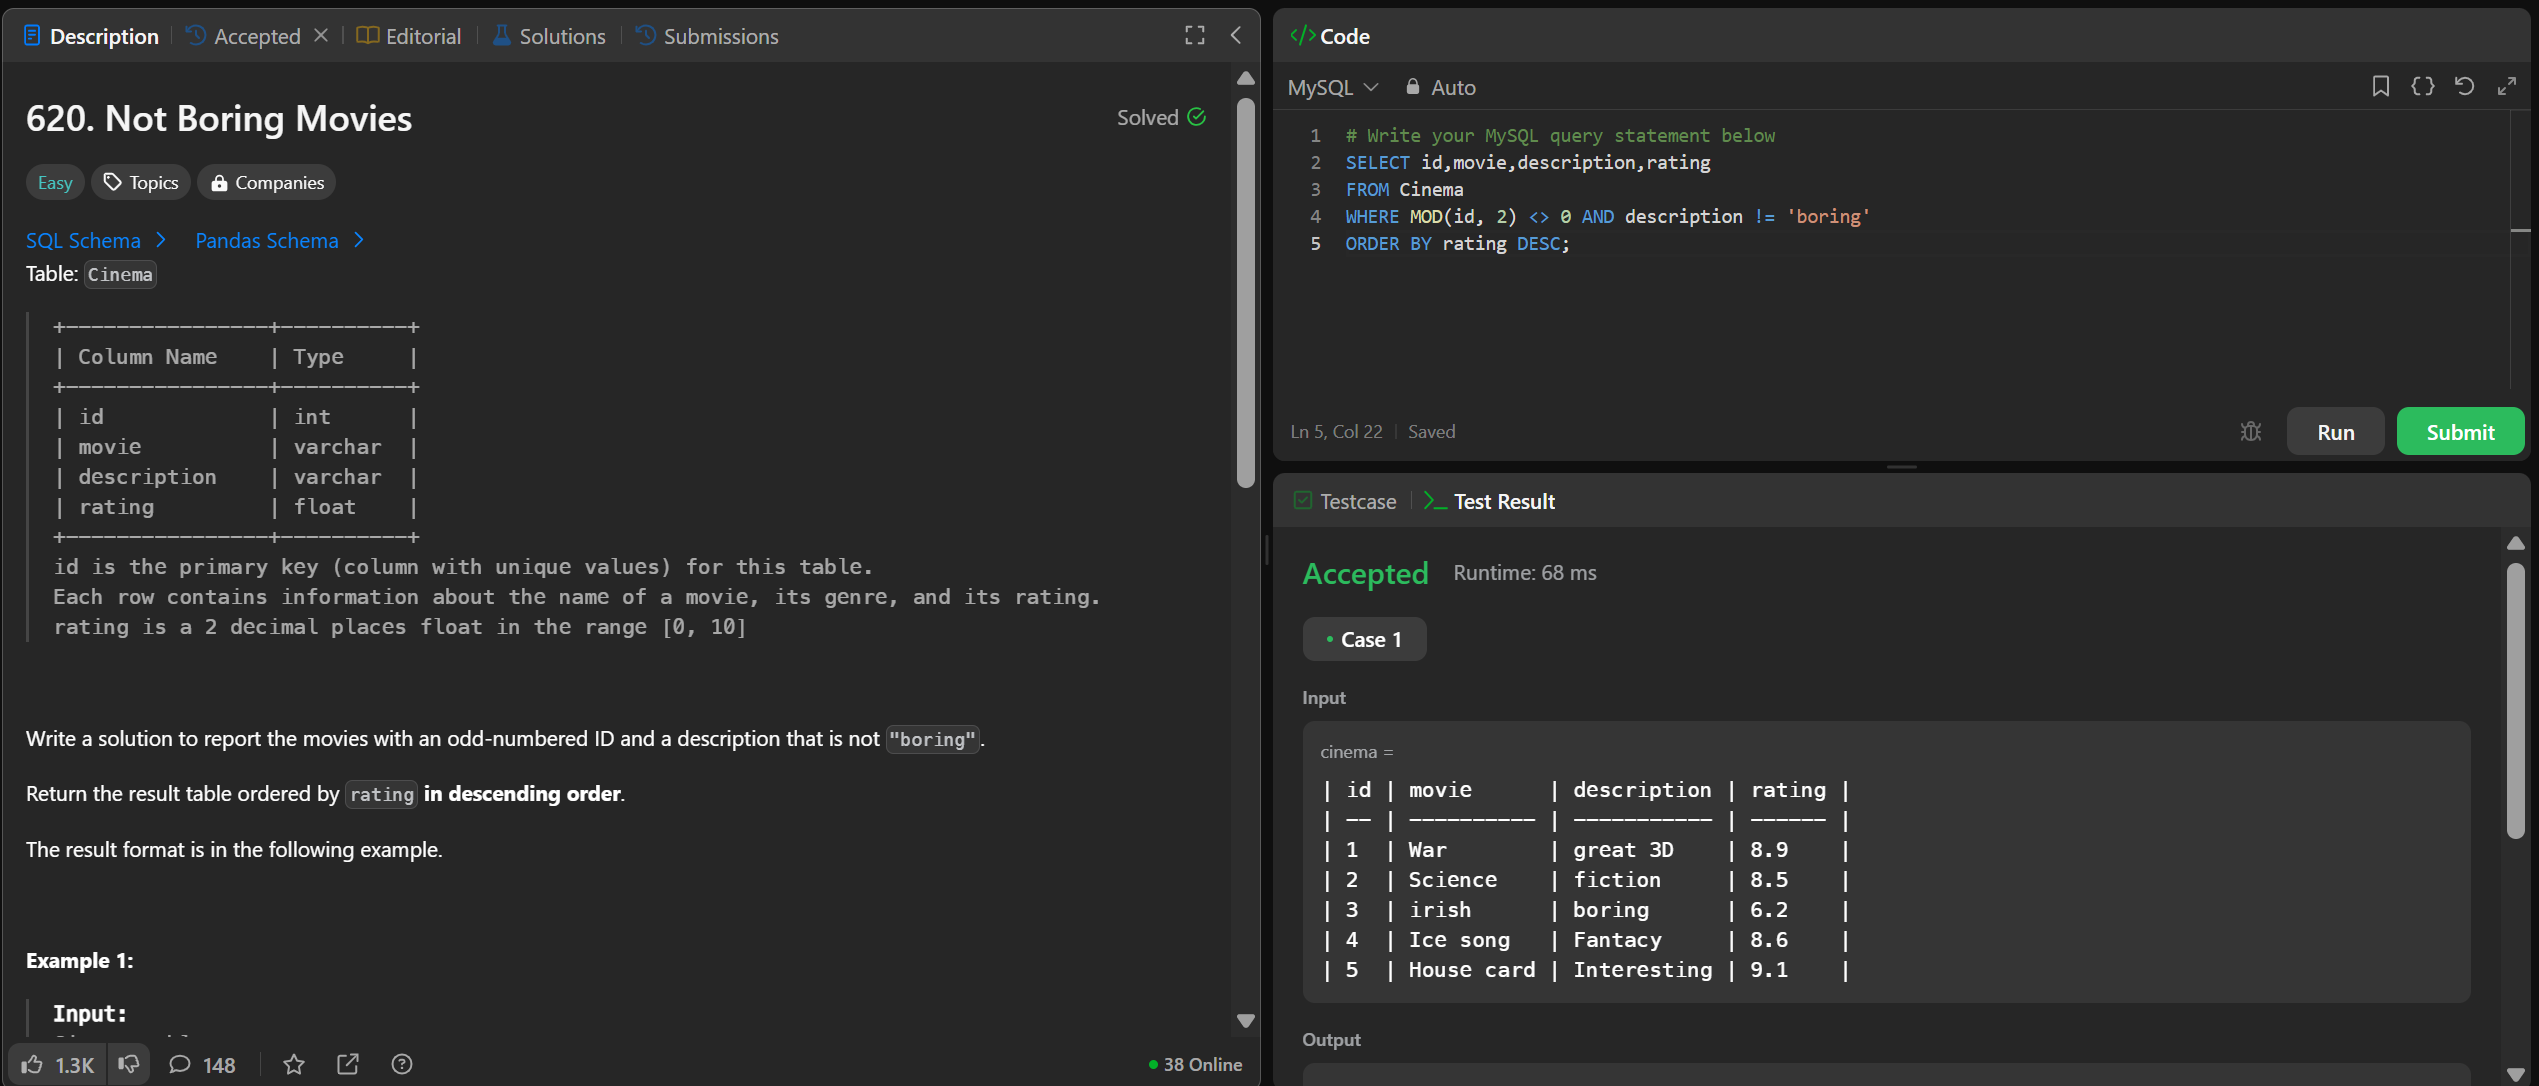 Description
Accepted
Editorial
Solutions
Submissions
620. Not Boring Movies
Solved
Easy
Topics
Companies
SQL Schema
Pandas Schema
Table: Cinema
+----------------+----------+
| Column Name    | Type     |
+----------------+----------+
| id             | int      |
| movie          | varchar  |
| description    | varchar  |
| rating         | float    |
+----------------+----------+
id is the primary key (column with unique values) for this table.
Each row contains information about the name of a movie, its genre, and its rating.
rating is a 2 decimal places float in the range [0, 10]
Write a solution to report the movies with an odd-numbered ID and a description that is not "boring".
Return the result table ordered by rating in descending order.
The result format is in the following example.
Example 1:
Input:
1.3K
148
38 Online
</> Code
MySQL
Auto
1 # Write your MySQL query statement below
2 SELECT id,movie,description,rating
3 FROM Cinema
4 WHERE MOD(id, 2) <> 0 AND description != 'boring'
5 ORDER BY rating DESC;
Ln 5, Col 22 | Saved
Run
Submit
Testcase
Test Result
Accepted
Runtime: 68 ms
Case 1
Input
cinema =
| id | movie      | description | rating |
| -- | ---------- | ----------- | ------ |
| 1  | War        | great 3D    | 8.9    |
| 2  | Science    | fiction     | 8.5    |
| 3  | irish      | boring      | 6.2    |
| 4  | Ice song   | Fantacy     | 8.6    |
| 5  | House card | Interesting | 9.1    |
Output